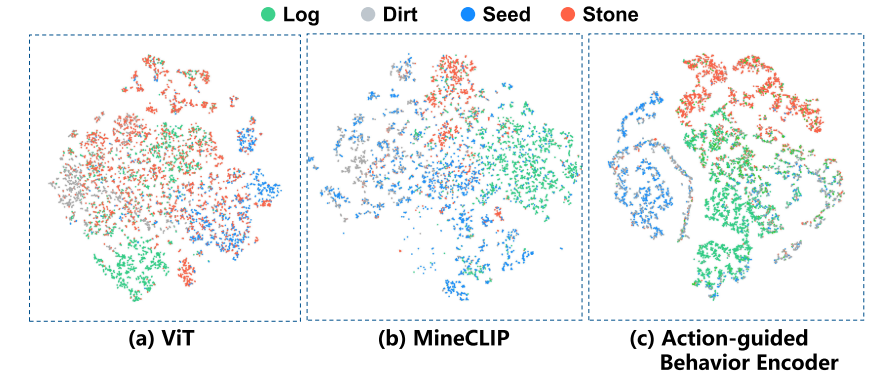 Log Dirt Seed Stone
(a) ViT (b) MineCLIP (c) Action-guided
Behavior Encoder